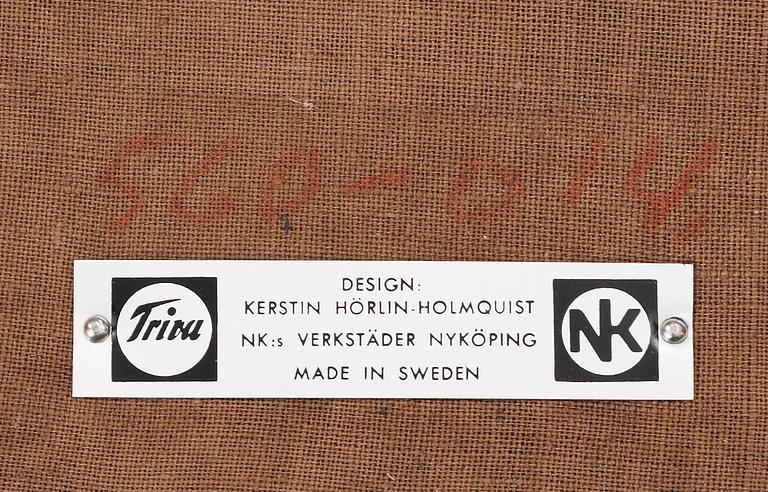 560-014.
Triva
DESIGN:
KERSTIN HÖRLIN-HOLMQUIST
NK:s VERKSTÄDER NYKÖPING
MADE IN SWEDEN
NK